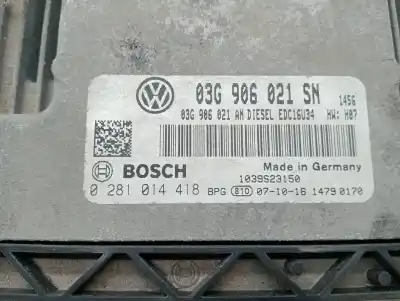 03G 906 021 SN 1456
03G 906 021 AN DIESEL EDC16U34 HW: H07
Made in Germany
BOSCH 1039S23150
0 281 014 418 BPG 810 07-10-16 1479 0170